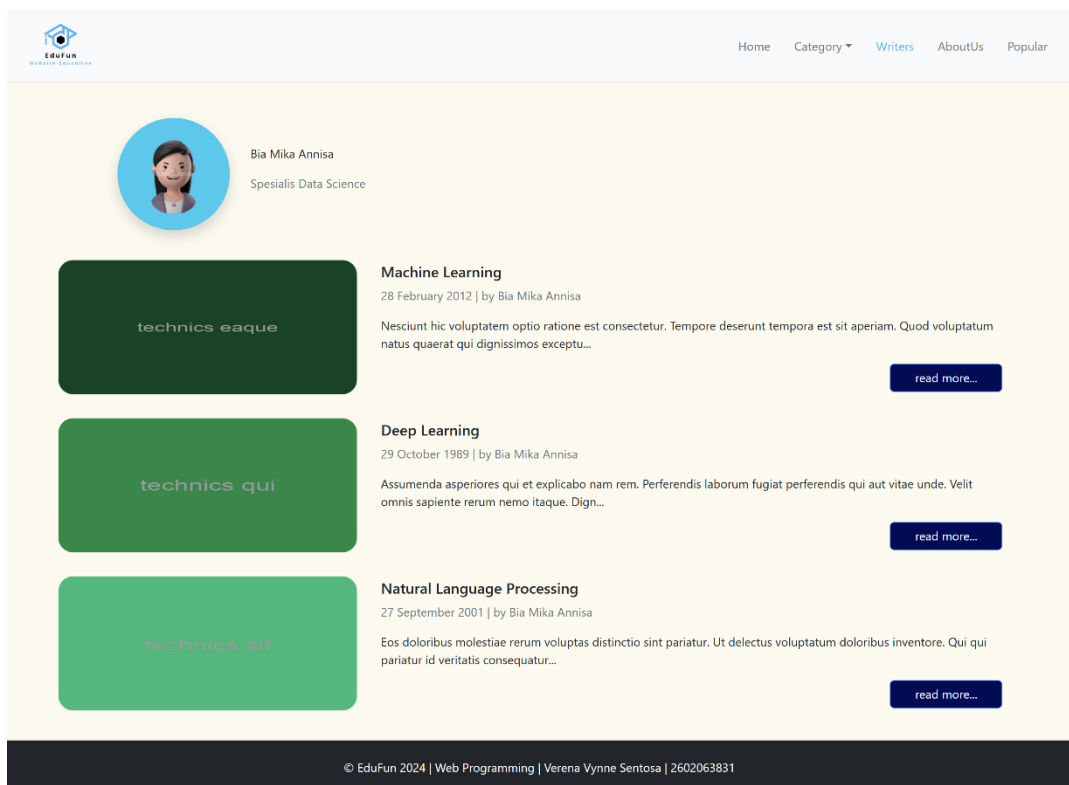 EduFun
Website Education
Home Category Writers AboutUs Popular
Bia Mika Annisa
Spesialis Data Science
technics eaque
Machine Learning
28 February 2012 | by Bia Mika Annisa
Nesciunt hic voluptatem optio ratione est consectetur. Tempore deserunt tempora est sit aperiam. Quod voluptatum
natus quaerat qui dignissimos exceptu...
read more...
technics qui
Deep Learning
29 October 1989 | by Bia Mika Annisa
Assumenda asperiores qui et explicabo nam rem. Perferendis laborum fugiat perferendis qui aut vitae unde. Velit
omnis sapiente rerum nemo itaque. Dign...
read more...
technics sit
Natural Language Processing
27 September 2001 | by Bia Mika Annisa
Eos doloribus molestiae rerum voluptas distinctio sint pariatur. Ut delectus voluptatum doloribus inventore. Qui qui
pariatur id veritatis consequatur...
read more...
© EduFun 2024 | Web Programming | Verena Vynne Sentosa | 2602063831